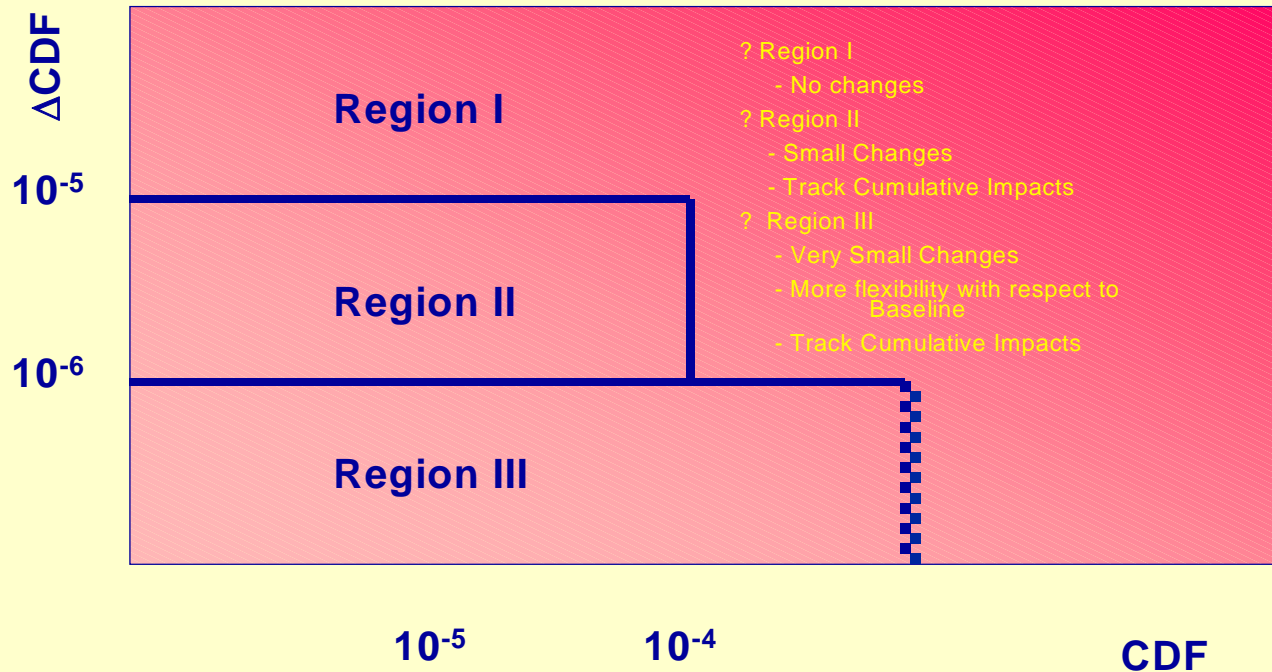 ΔCDF
10⁻⁵
10⁻⁶
Region I
Region II
Region III
? Region I
- No changes
? Region II
- Small Changes
- Track Cumulative Impacts
? Region III
- Very Small Changes
- More flexibility with respect to
Baseline
- Track Cumulative Impacts
10⁻⁵
10⁻⁴
CDF